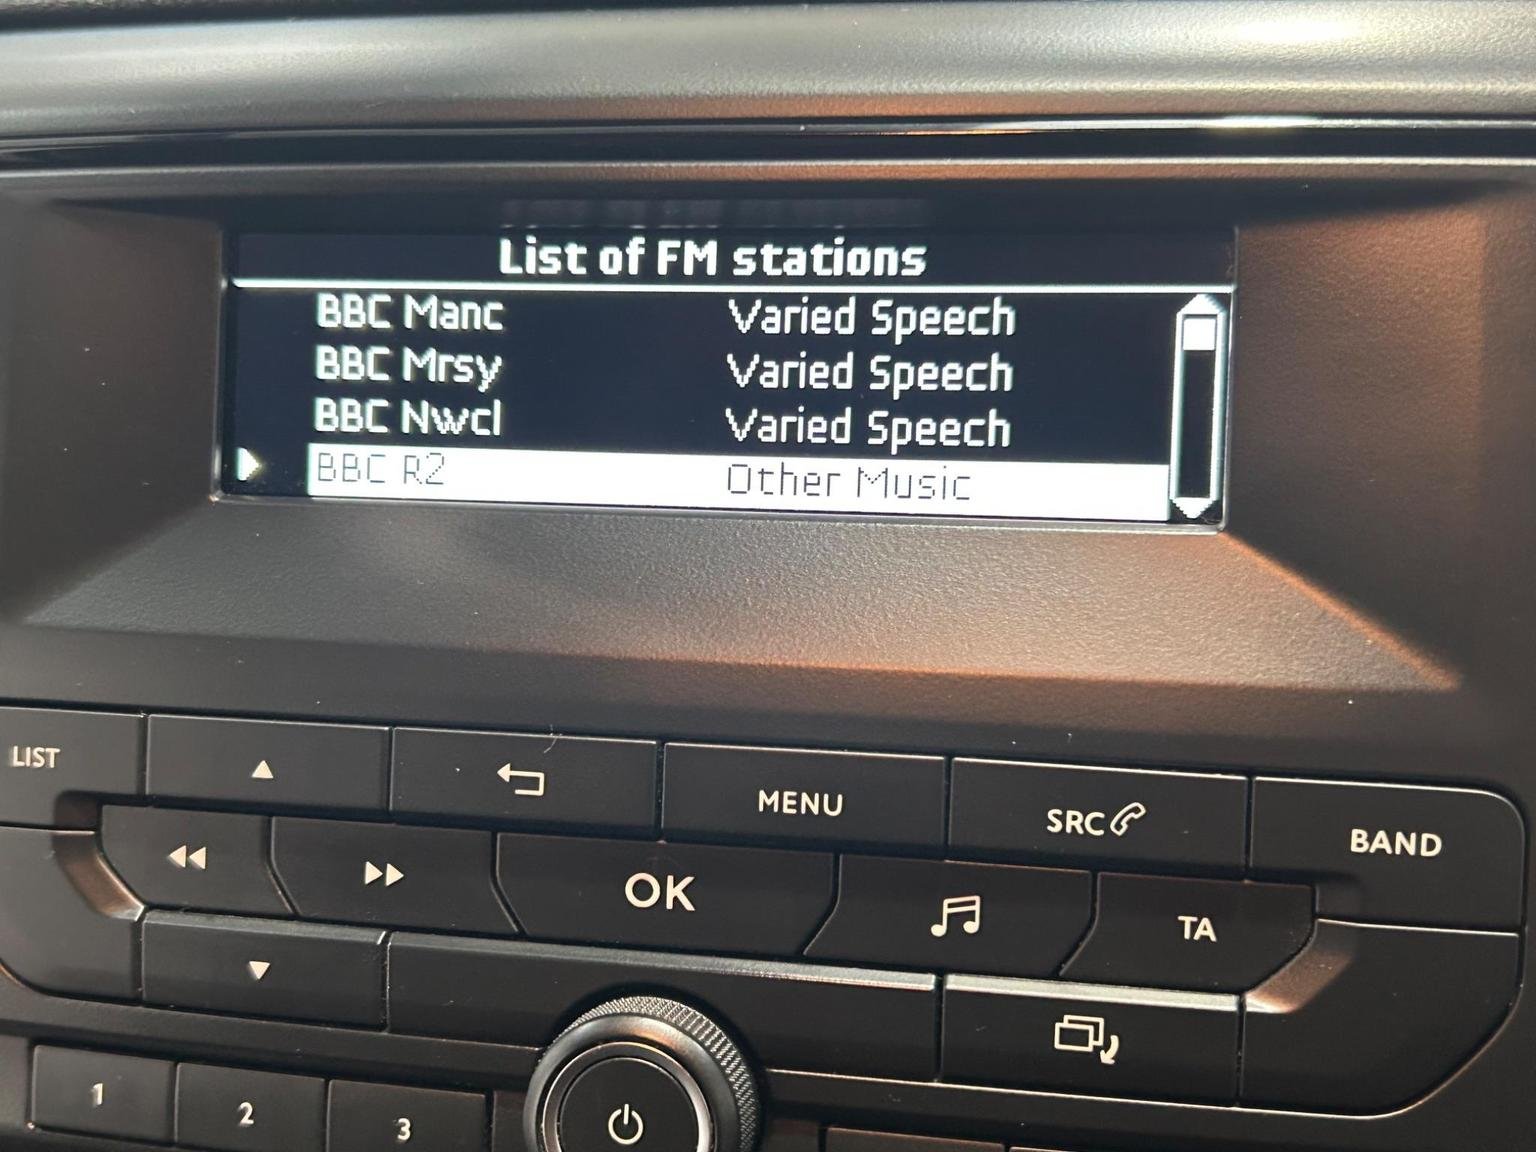 List of FM stations
BBC Manc Varied Speech
BBC Mrsy Varied Speech
BBC Nwcl Varied Speech
BBC R2 Other Music
LIST
MENU
SRC
BAND
OK
TA
1
2
3